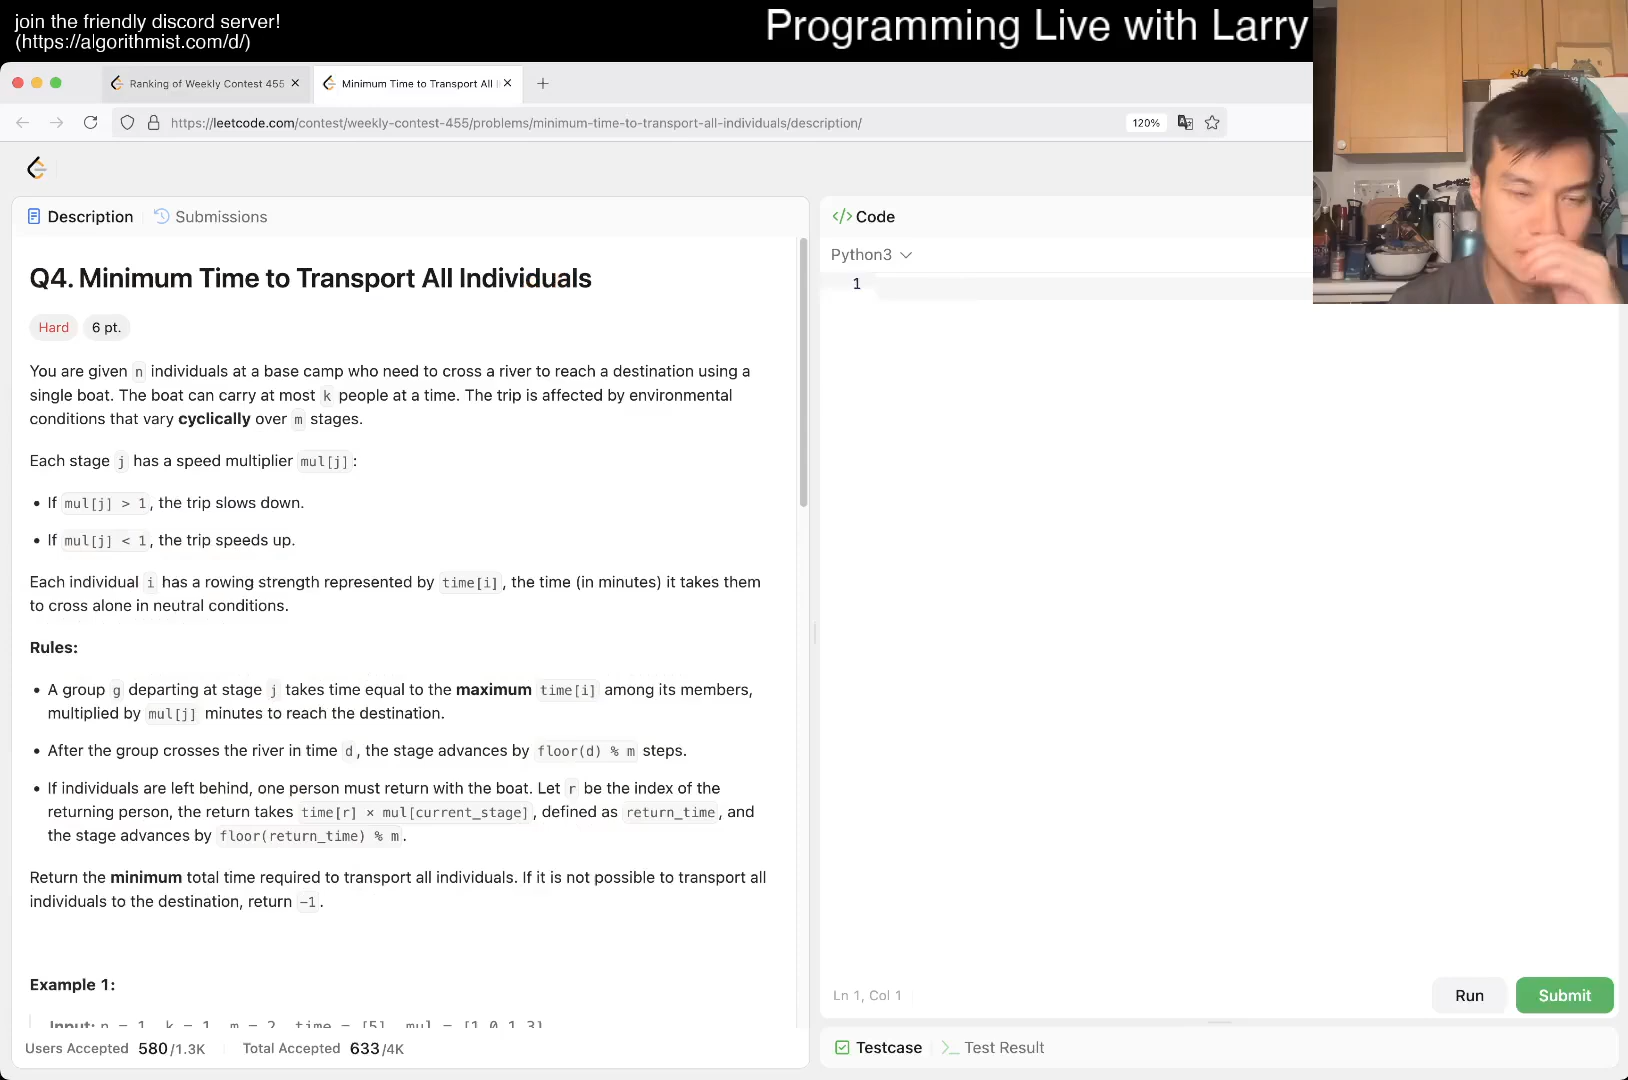 join the friendly discord server!
(https://algorithmist.com/d/)
Programming Live with Larry
Ranking of Weekly Contest 455
Minimum Time to Transport All I
https://leetcode.com/contest/weekly-contest-455/problems/minimum-time-to-transport-all-individuals/description/
120%
Description
Submissions
Q4. Minimum Time to Transport All Individuals
Hard
6 pt.
You are given n individuals at a base camp who need to cross a river to reach a destination using a
single boat. The boat can carry at most k people at a time. The trip is affected by environmental
conditions that vary cyclically over m stages.
Each stage j has a speed multiplier mul[j]:
• If mul[j] > 1, the trip slows down.
• If mul[j] < 1, the trip speeds up.
Each individual i has a rowing strength represented by time[i], the time (in minutes) it takes them
to cross alone in neutral conditions.
Rules:
• A group g departing at stage j takes time equal to the maximum time[i] among its members,
multiplied by mul[j] minutes to reach the destination.
• After the group crosses the river in time d, the stage advances by floor(d) % m steps.
• If individuals are left behind, one person must return with the boat. Let r be the index of the
returning person, the return takes time[r] × mul[current_stage], defined as return_time, and
the stage advances by floor(return_time) % m.
Return the minimum total time required to transport all individuals. If it is not possible to transport all
individuals to the destination, return -1.
Example 1:
Input: n = 1, k = 1, m = 2, time = [5], mul = [1.0,1.3]
Users Accepted 580/1.3K
Total Accepted 633/4K
</> Code
Python3
1
Ln 1, Col 1
Run
Submit
Testcase
>_ Test Result